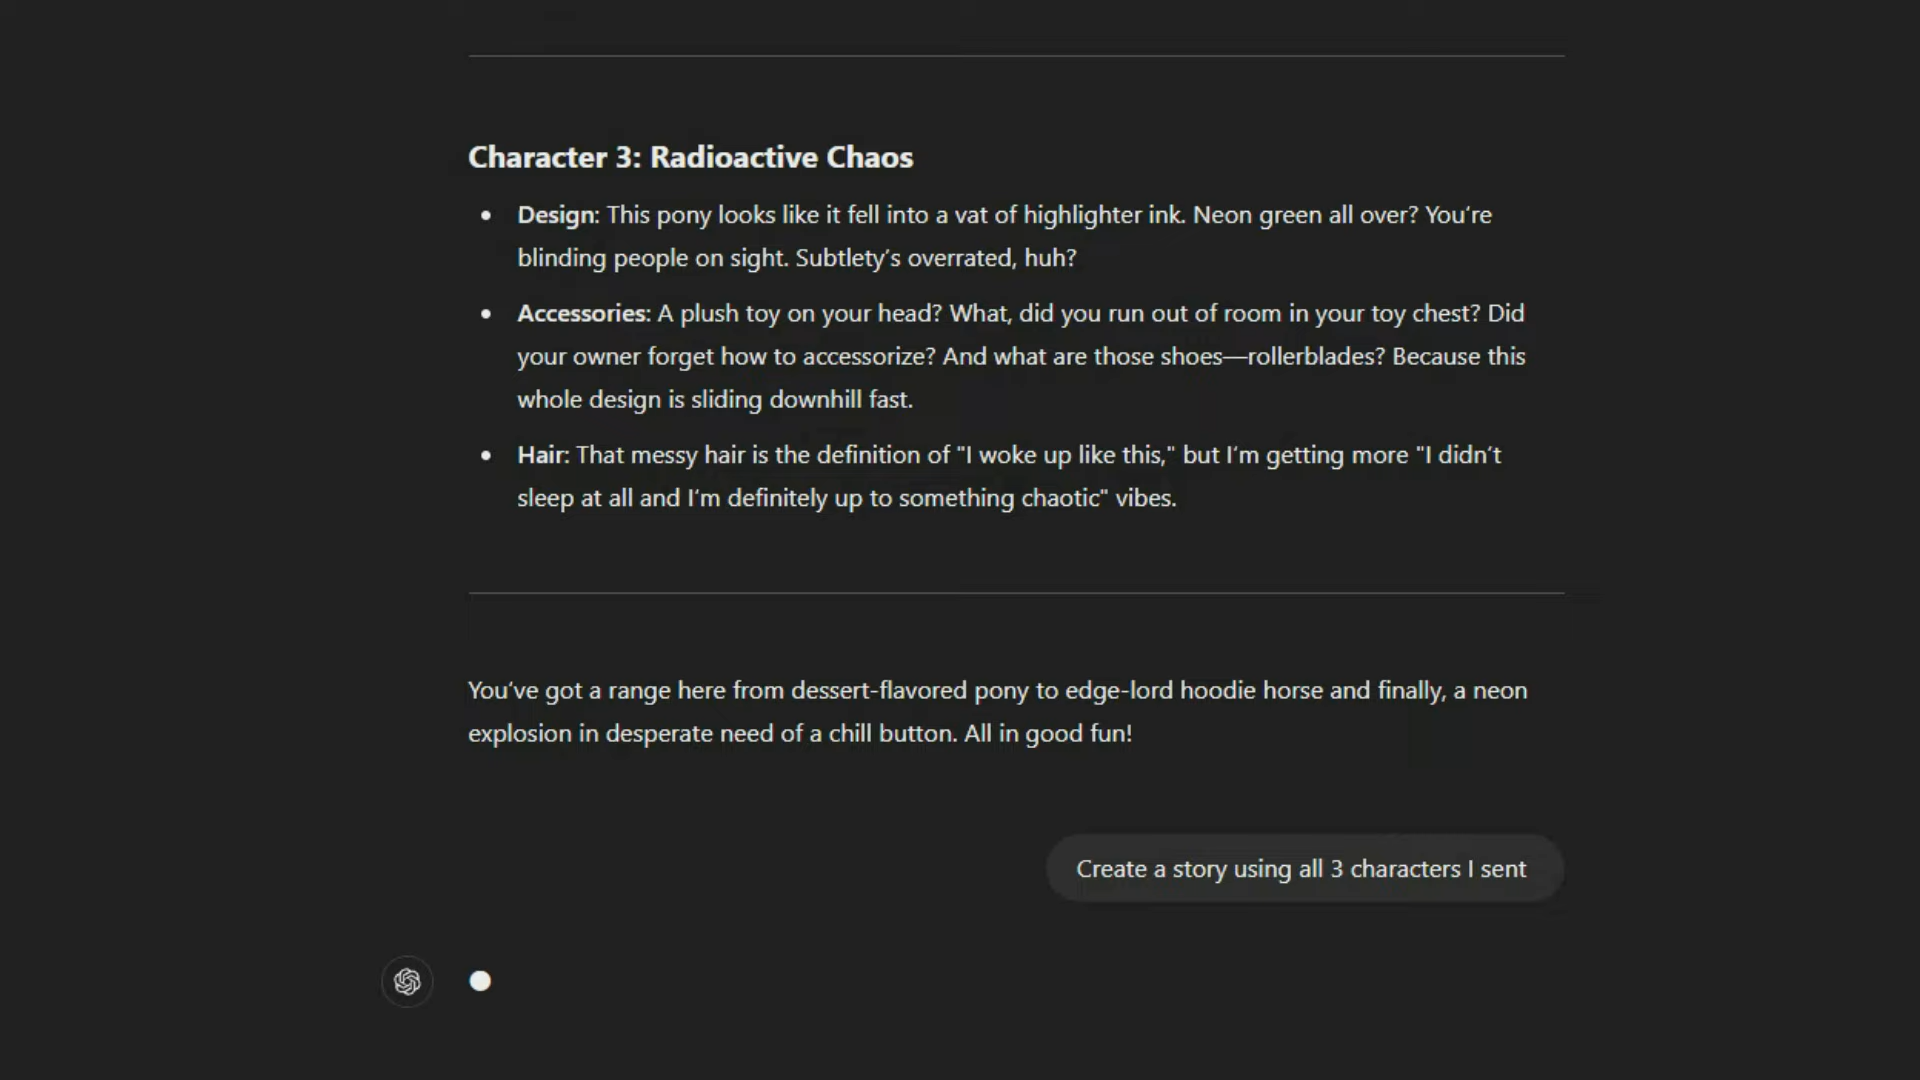 Character 3: Radioactive Chaos
Design: This pony looks like it fell into a vat of highlighter ink. Neon green all over? You’re
blinding people on sight. Subtlety’s overrated, huh?
Accessories: A plush toy on your head? What, did you run out of room in your toy chest? Did
your owner forget how to accessorize? And what are those shoes—rollerblades? Because this
whole design is sliding downhill fast.
Hair: That messy hair is the definition of "I woke up like this," but I’m getting more "I didn’t
sleep at all and I’m definitely up to something chaotic" vibes.
You’ve got a range here from dessert-flavored pony to edge-lord hoodie horse and finally, a neon
explosion in desperate need of a chill button. All in good fun!
Create a story using all 3 characters I sent